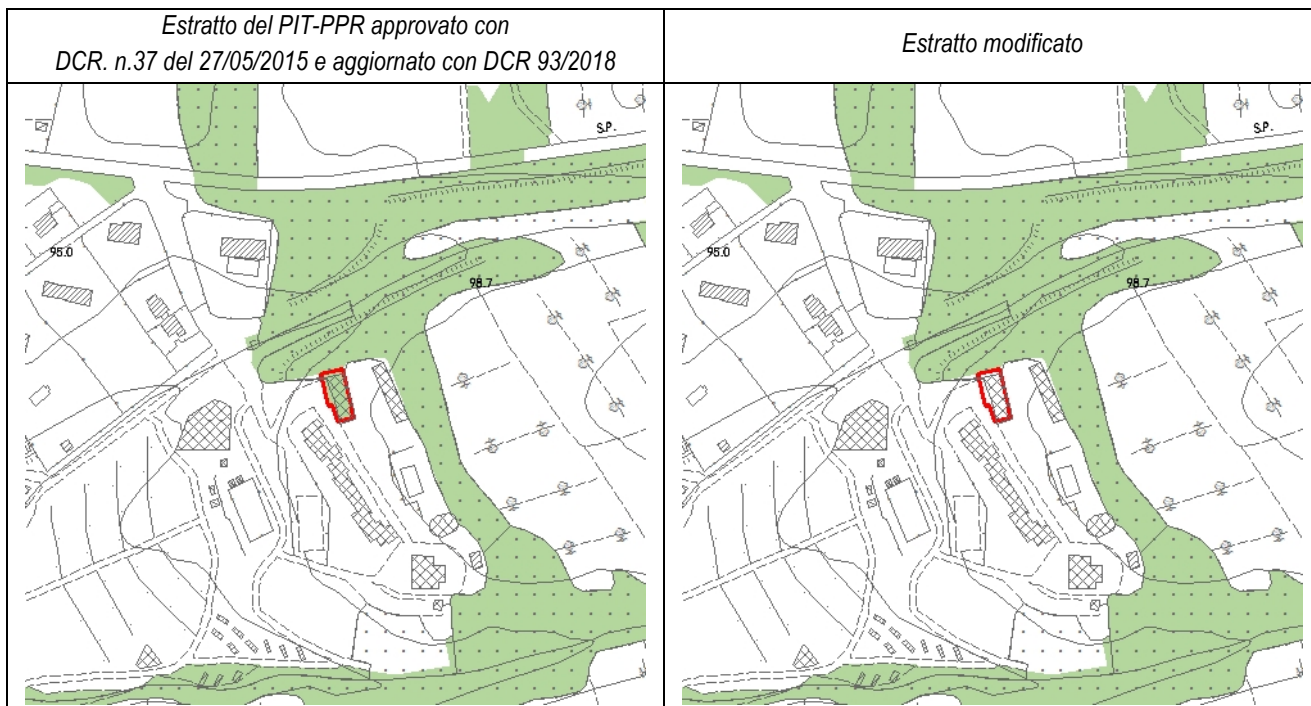 Estratto del PIT-PPR approvato con
DCR. n.37 del 27/05/2015 e aggiornato con DCR 93/2018
Estratto modificato
S.P.
95.0
98.7
S.P.
95.0
98.7